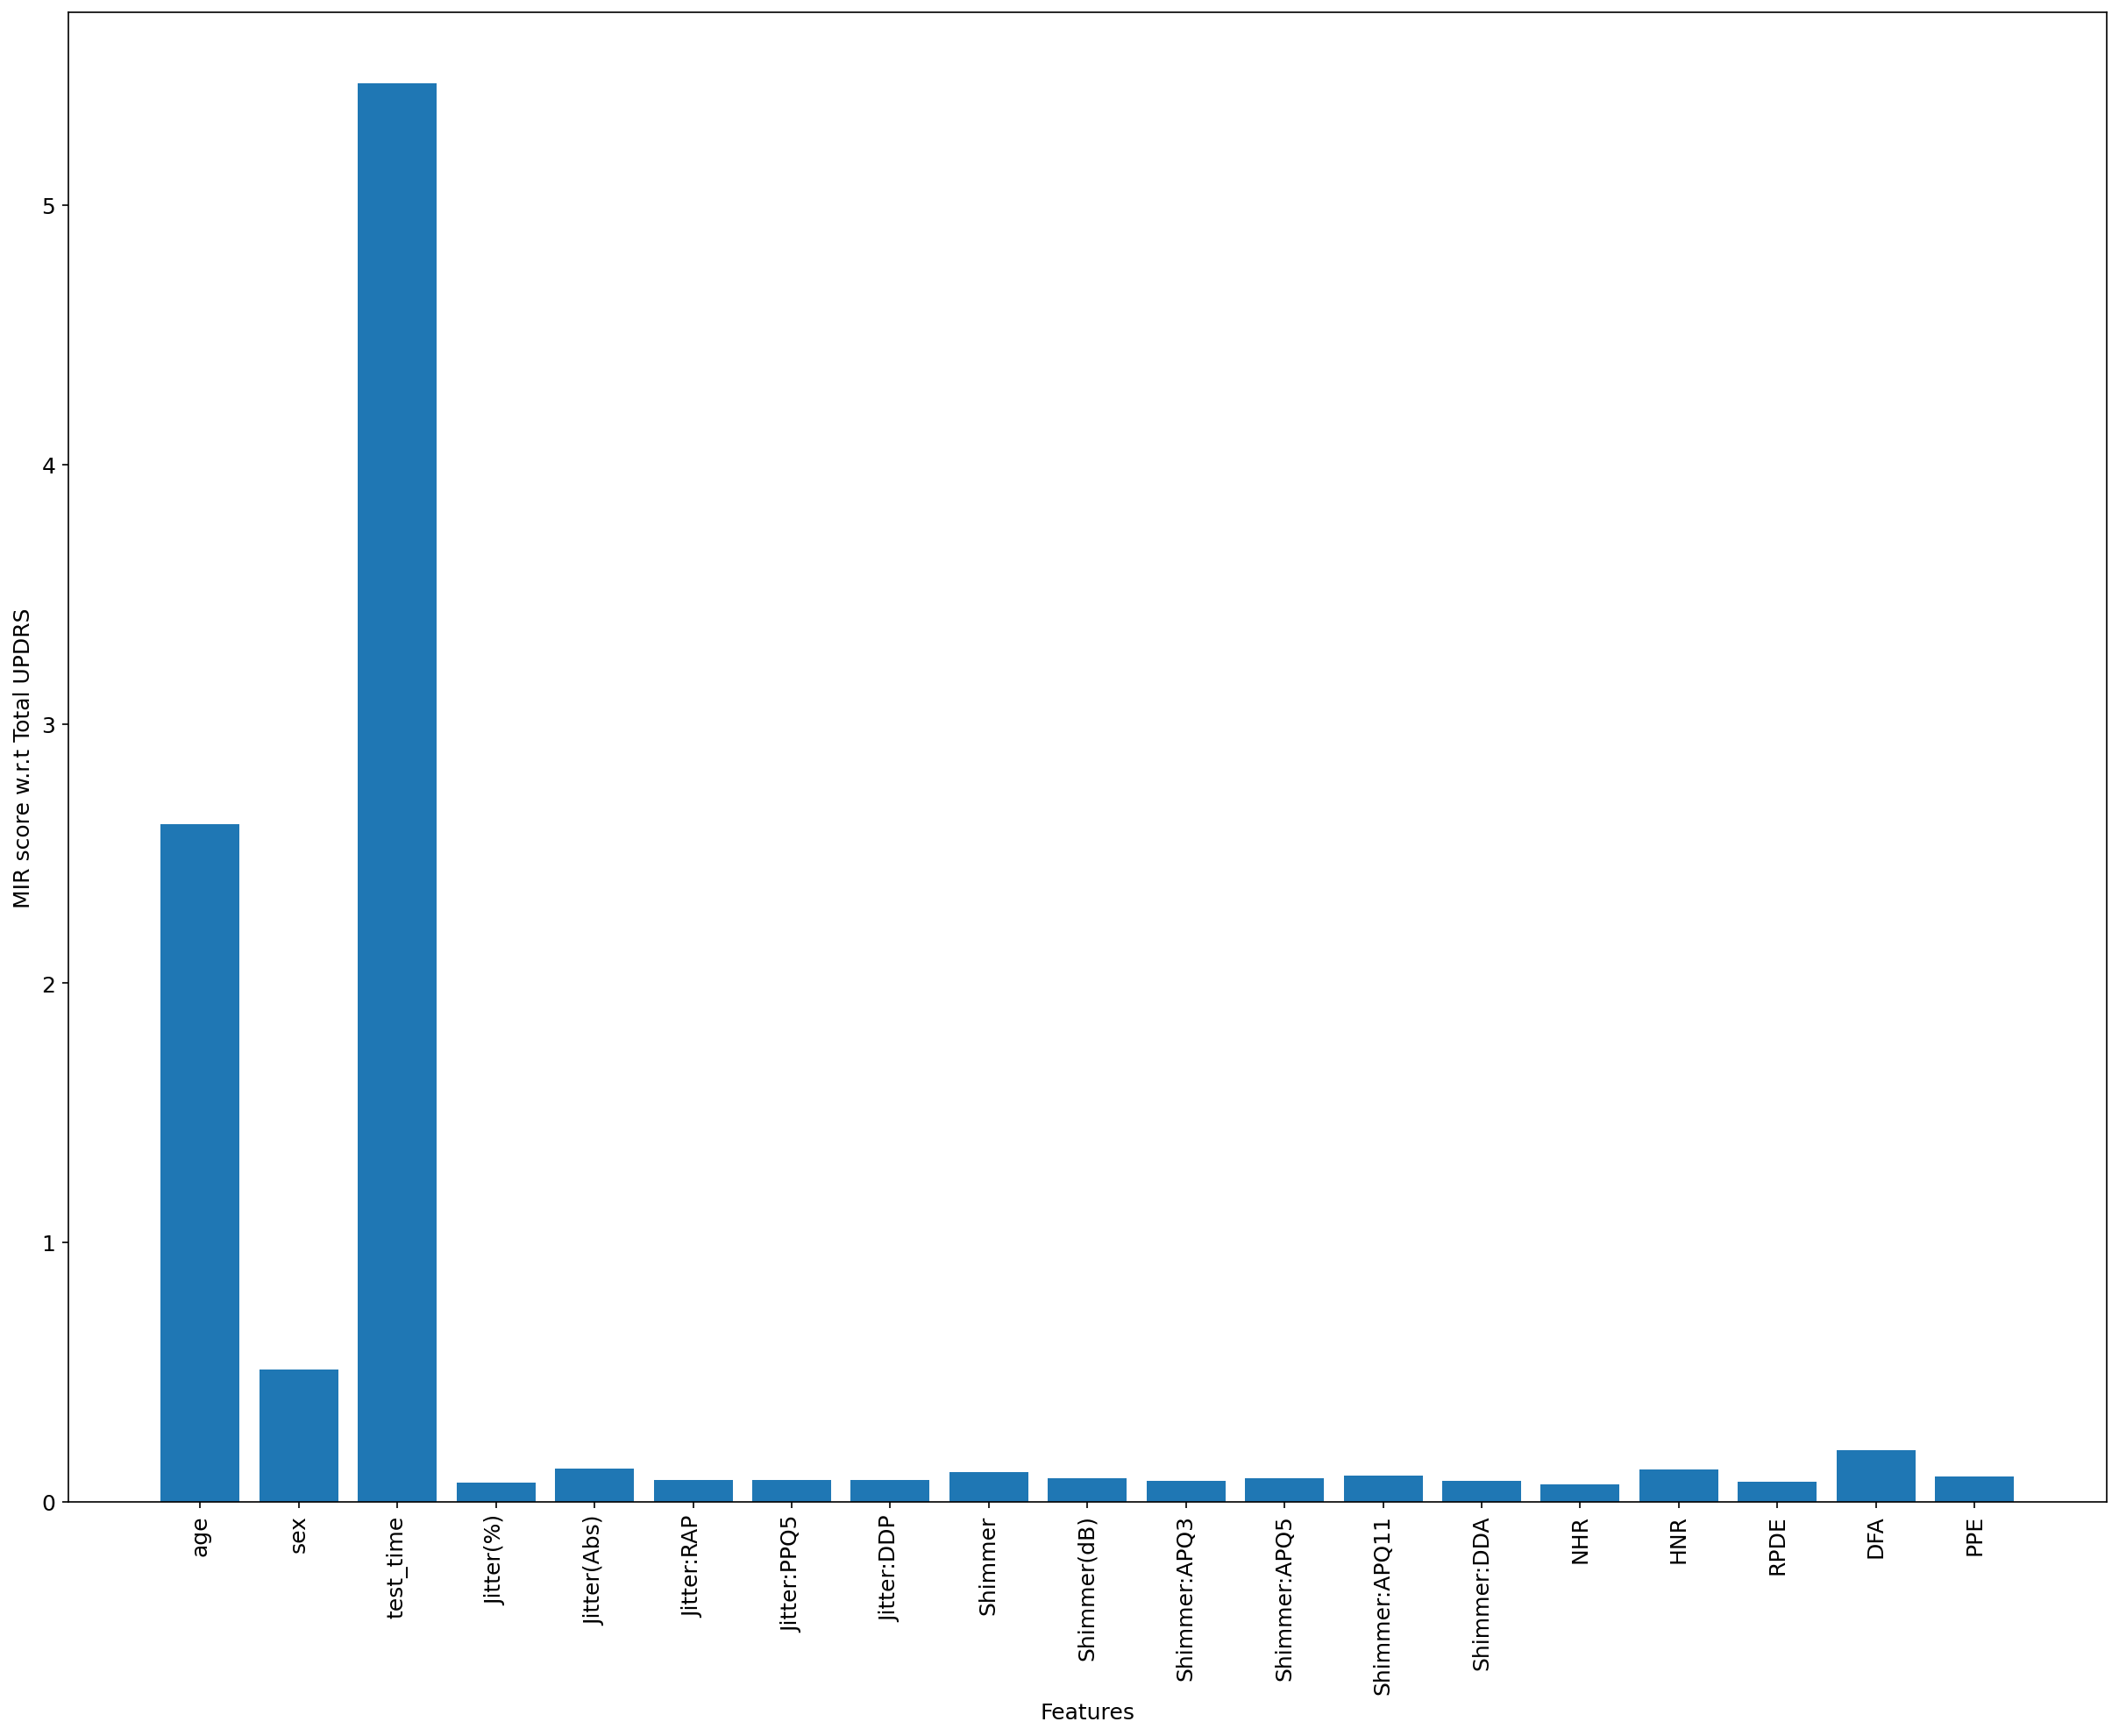 MIR score w.r.t Total UPDRS
5
4
3
2
1
0
age
sex
test_time
Jitter(%)
Jitter(Abs)
Jitter:RAP
Jitter:PPQ5
Jitter:DDP
Shimmer
Shimmer(dB)
Shimmer:APQ3
Shimmer:APQ5
Shimmer:APQ11
Shimmer:DDA
NHR
HNR
RPDE
DFA
PPE
Features